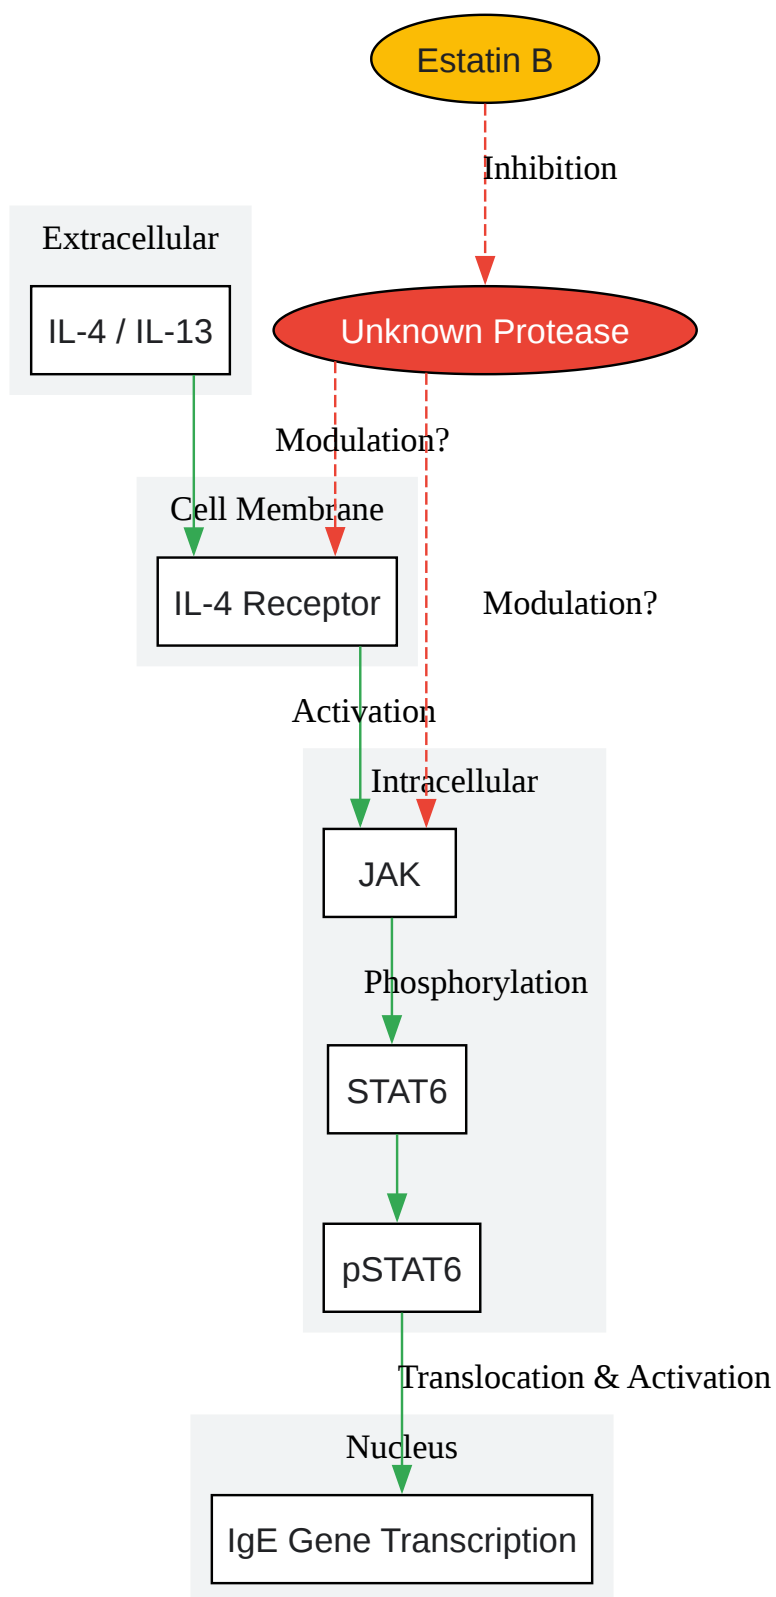 Estatin B
Inhibition
Extracellular
IL-4 / IL-13
Unknown Protease
Modulation?
Cell Membrane
IL-4 Receptor
Modulation?
Activation
Intracellular
JAK
Phosphorylation
STAT6
pSTAT6
Translocation & Activation
Nucleus
IgE Gene Transcription